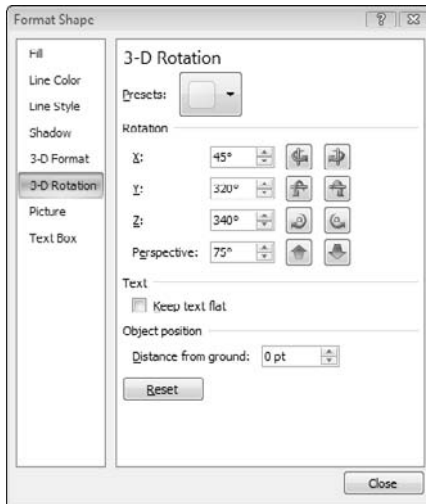 Format Shape
Fill
Line Color
Line Style
Shadow
3-D Format
3-D Rotation
Picture
Text Box
3-D Rotation
Presets:
Rotation
X: 45°
Y: 320°
Z: 340°
Perspective: 75°
Text
Keep text flat
Object position
Distance from ground: 0 pt
Reset
Close